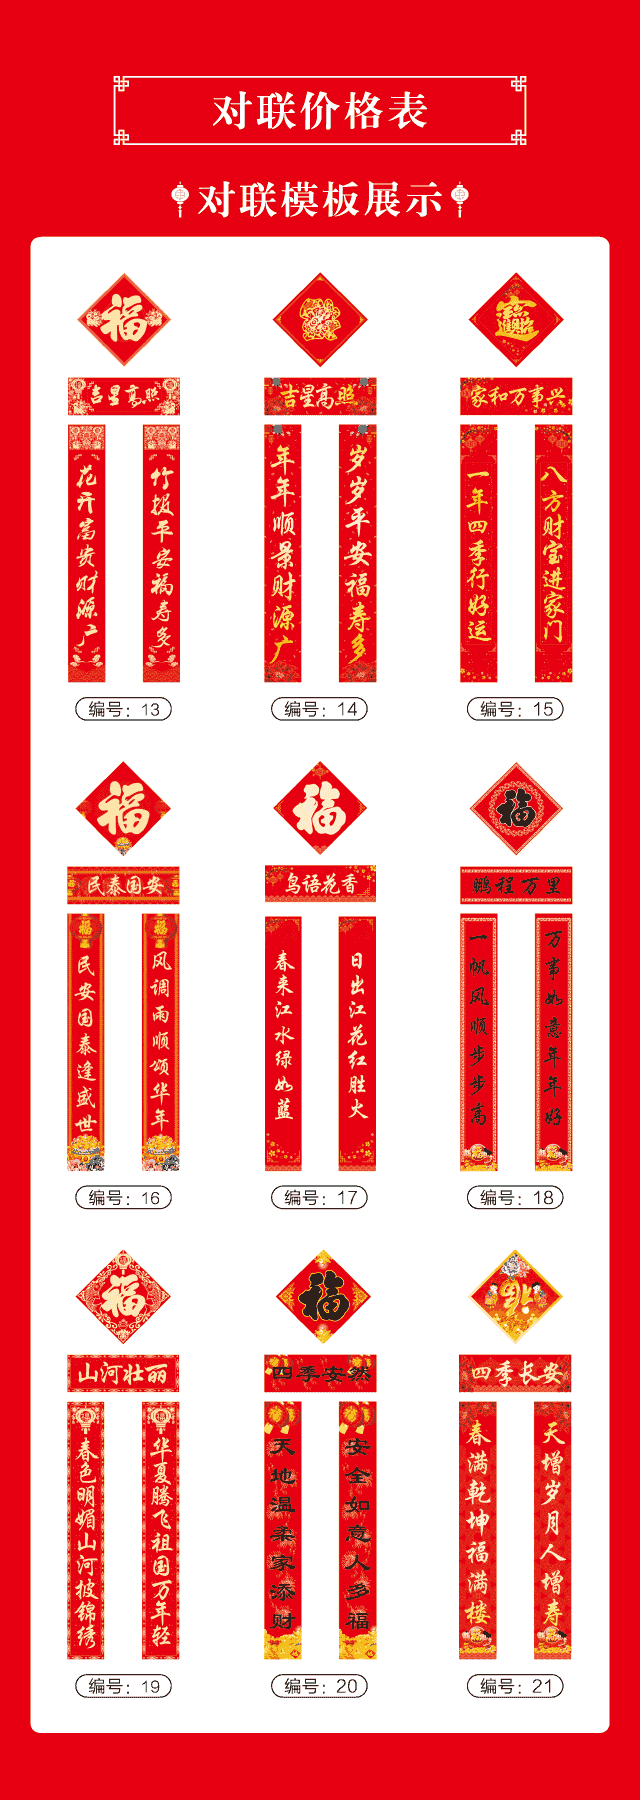 对联价格表
对联模板展示
福
吉星高照
竹报平安福寿多
花开富贵财源广
编号：13
吉星高照
岁岁平安福寿多
年年顺景财源广
编号：14
招财进宝
家和万事兴
八方财宝进家门
一年四季行好运
编号：15
福
民泰国安
风调雨顺颂华年
民安国泰逢盛世
编号：16
福
鸟语花香
日出江花红胜火
春来江水绿如蓝
编号：17
福
鹏程万里
万事如意年年好
一帆风顺步步高
编号：18
福
山河壮丽
华夏腾飞祖国万年轻
春色明媚山河披锦绣
编号：19
福
四季安然
安全如意人多福
天地温柔家添财
编号：20
福
四季长安
天增岁月人增寿
春满乾坤福满楼
编号：21